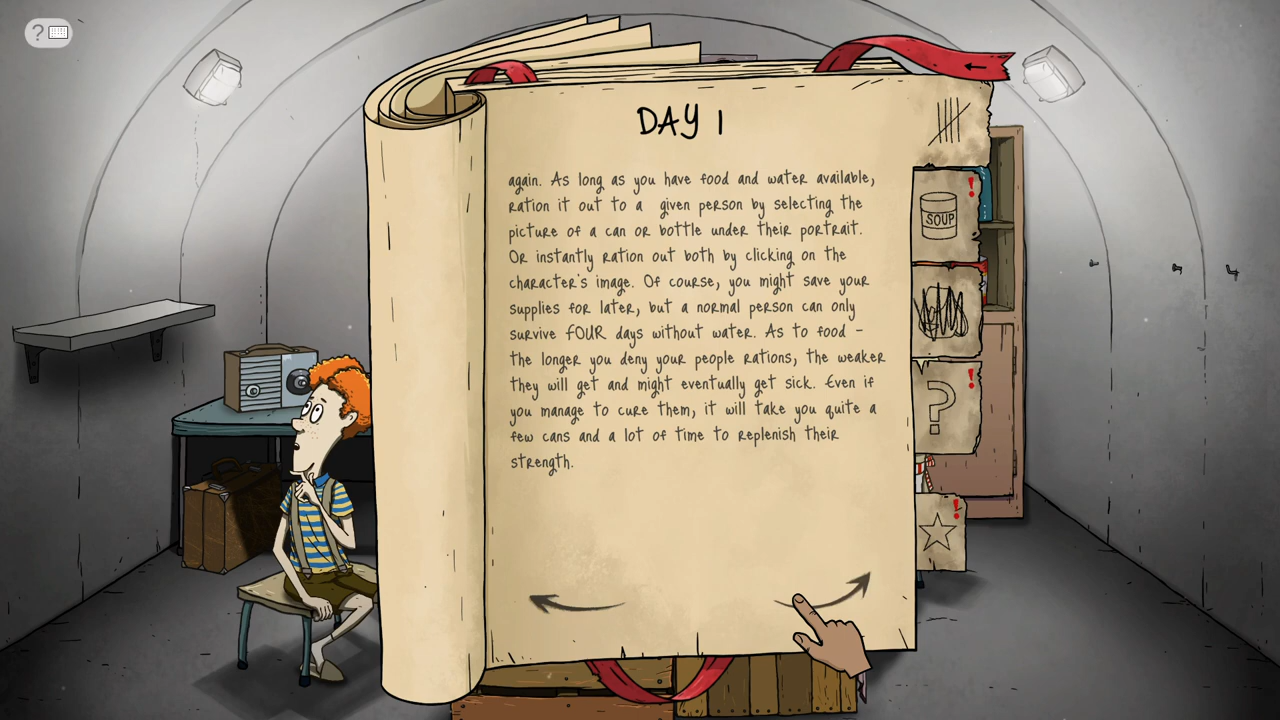 DAY 1
again. As long as you have food and water available,
ration it out to a given person by selecting the
picture of a can or bottle under their portrait.
Or instantly ration out both by clicking on the
character's image. Of course, you might save your
supplies for later, but a normal person can only
survive FOUR days without water. As to food -
the longer you deny your people rations, the weaker
they will get and might eventually get sick. Even if
you manage to cure them, it will take you quite a
few cans and a lot of time to replenish their
strength.
!
SOUP
!
?
!
?